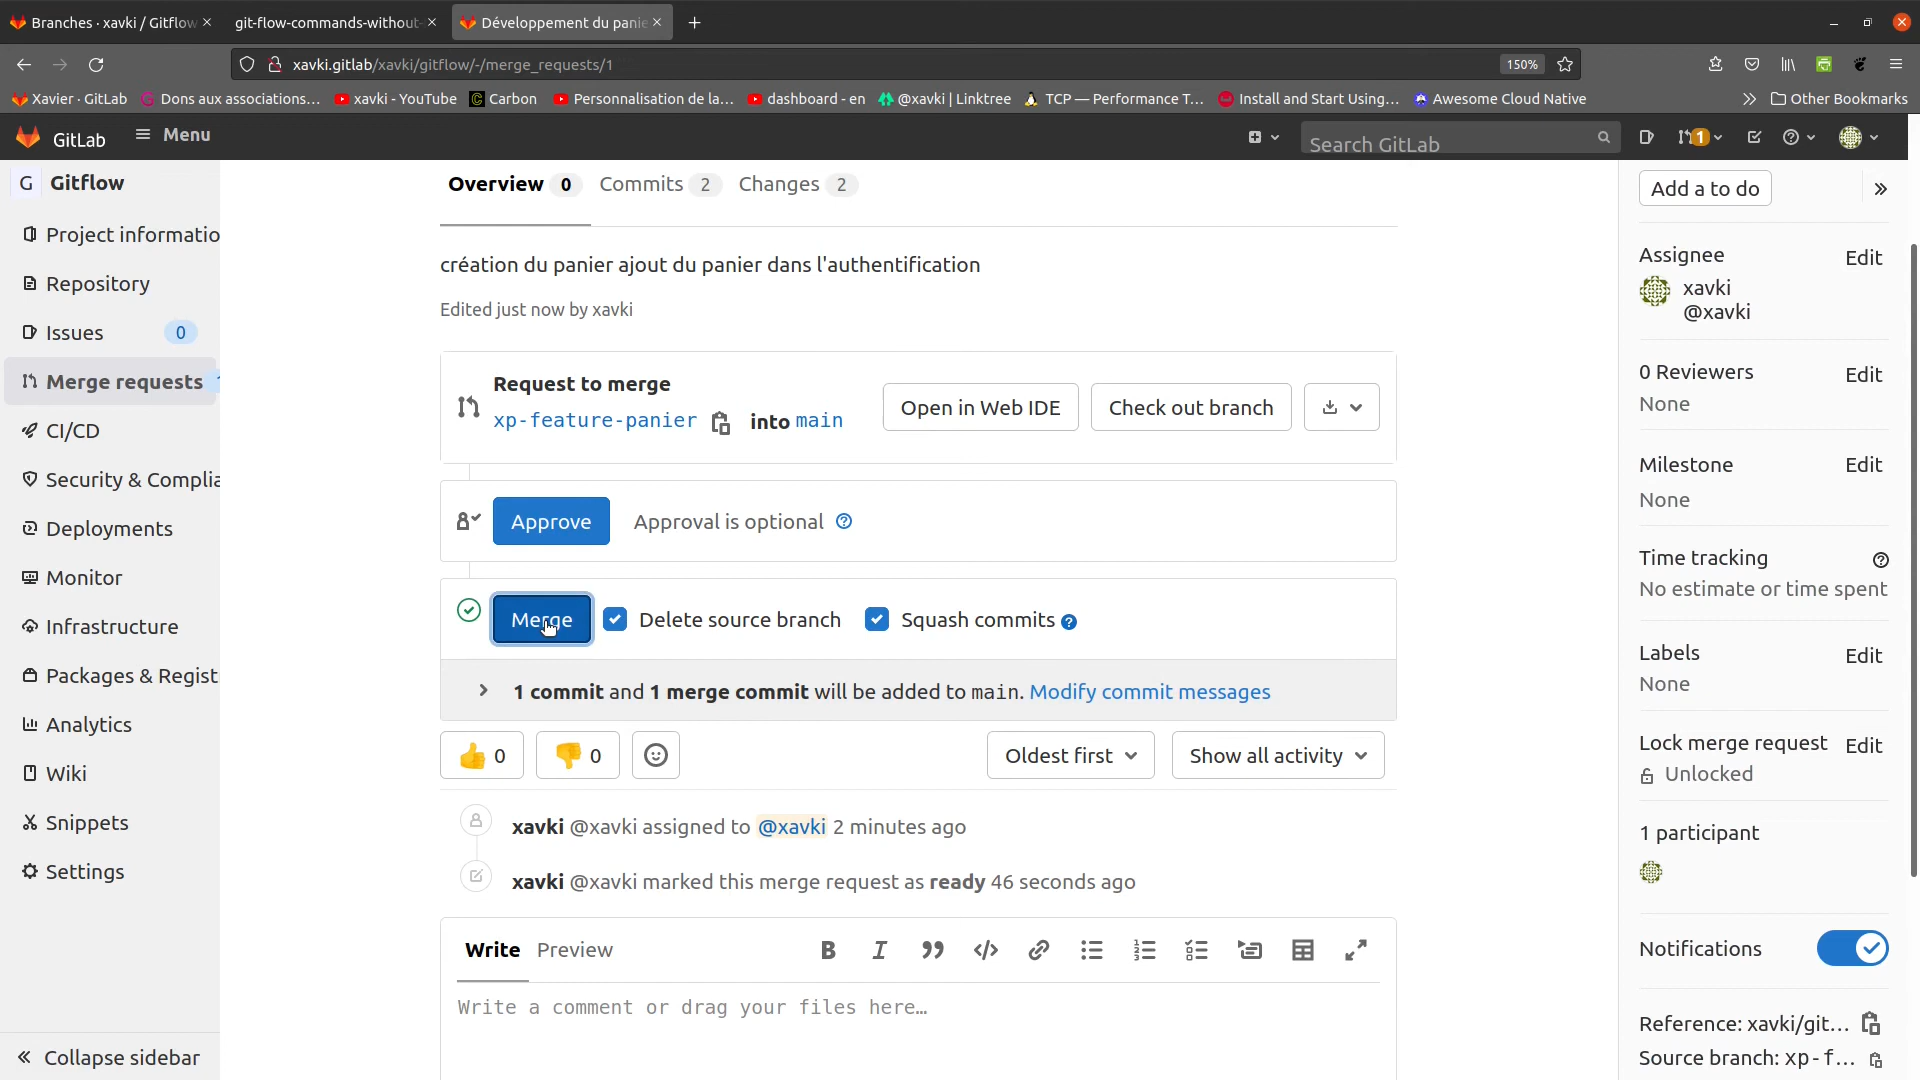 Branches · xavki / Gitflow
git-flow-commands-without-
Développement du panie
xavki.gitlab/xavki/gitflow/-/merge_requests/1
150%
Xavier · GitLab
Dons aux associations…
xavki - YouTube
Carbon
Personnalisation de la…
dashboard - en
@xavki | Linktree
TCP — Performance T…
Install and Start Using…
Awesome Cloud Native
Other Bookmarks
GitLab
Menu
Search GitLab
1
G Gitflow
Project informatio
Repository
Issues 0
Merge requests
CI/CD
Security & Complia
Deployments
Monitor
Infrastructure
Packages & Regist
Analytics
Wiki
Snippets
Settings
Collapse sidebar
Overview 0 Commits 2 Changes 2
création du panier ajout du panier dans l'authentification
Edited just now by xavki
Request to merge
xp-feature-panier into main
Open in Web IDE
Check out branch
Approve
Approval is optional
Merge
Delete source branch
Squash commits
1 commit and 1 merge commit will be added to main. Modify commit messages
👍 0
👎 0
Oldest first
Show all activity
xavki @xavki assigned to @xavki 2 minutes ago
xavki @xavki marked this merge request as ready 46 seconds ago
Write Preview
Write a comment or drag your files here…
Add a to do
Assignee Edit
xavki
@xavki
0 Reviewers Edit
None
Milestone Edit
None
Time tracking
No estimate or time spent
Labels Edit
None
Lock merge request Edit
Unlocked
1 participant
Notifications
Reference: xavki/git…
Source branch: xp-f…